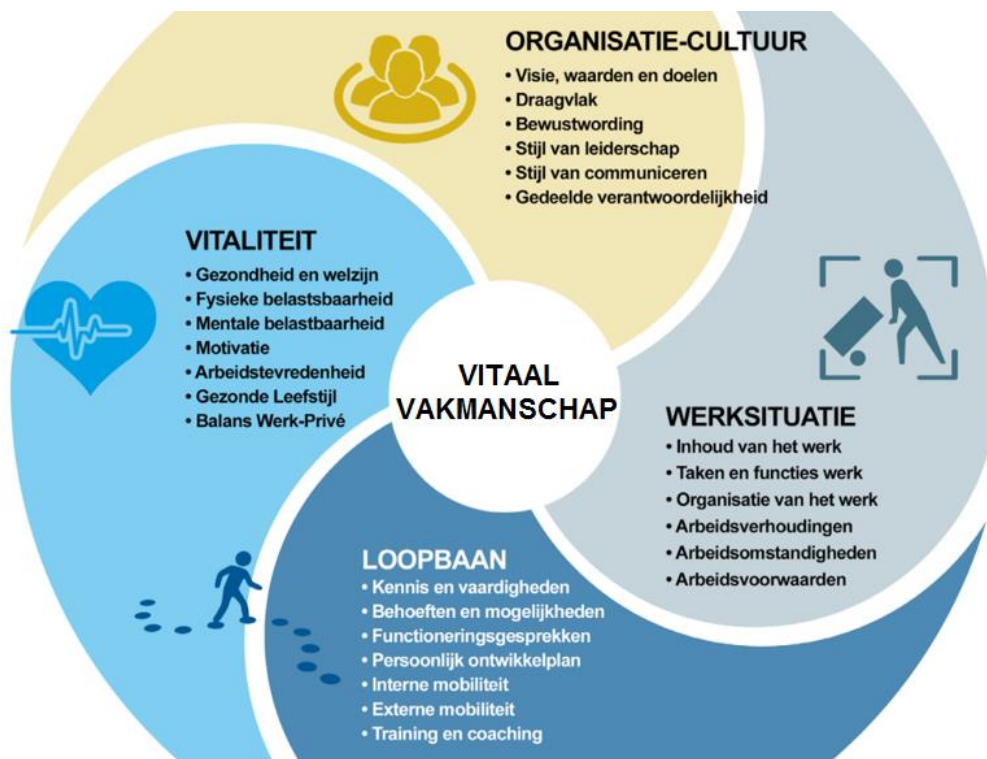 ORGANISATIE-CULTUUR
• Visie, waarden en doelen
• Draagvlak
• Bewustwording
• Stijl van leiderschap
• Stijl van communiceren
• Gedeelde verantwoordelijkheid
VITALITEIT
• Gezondheid en welzijn
• Fysieke belastsbaarheid
• Mentale belastbaarheid
• Motivatie
• Arbeidstevredenheid
• Gezonde Leefstijl
• Balans Werk-Privé
VITAAL
VAKMANSCHAP
WERKSITUATIE
• Inhoud van het werk
• Taken en functies werk
• Organisatie van het werk
• Arbeidsverhoudingen
• Arbeidsomstandigheden
• Arbeidsvoorwaarden
LOOPBAAN
• Kennis en vaardigheden
• Behoeften en mogelijkheden
• Functioneringsgesprekken
• Persoonlijk ontwikkelplan
• Interne mobiliteit
• Externe mobiliteit
• Training en coaching